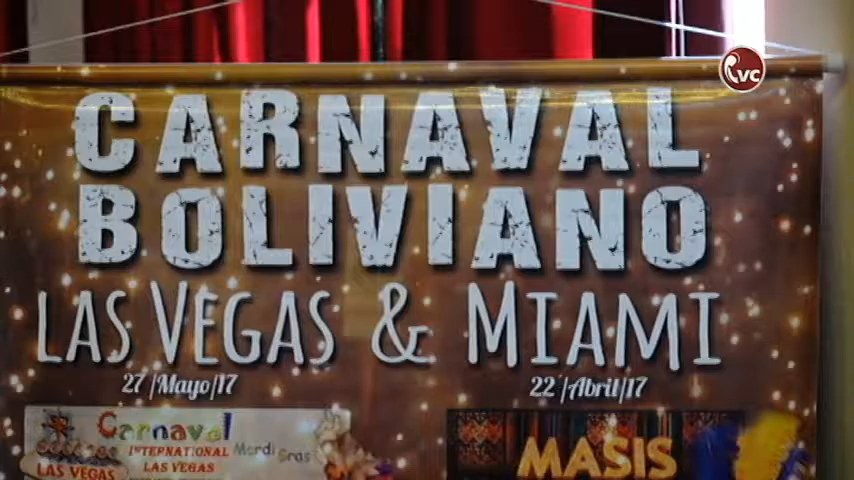 VC
CARNAVAL
BOLIVIANO
LAS VEGAS & MIAMI
27/Mayo/17
22/Abril/17
Carnaval
INTERNATIONAL Mardi Gras
LAS VEGAS
LAS VEGAS
MASIS